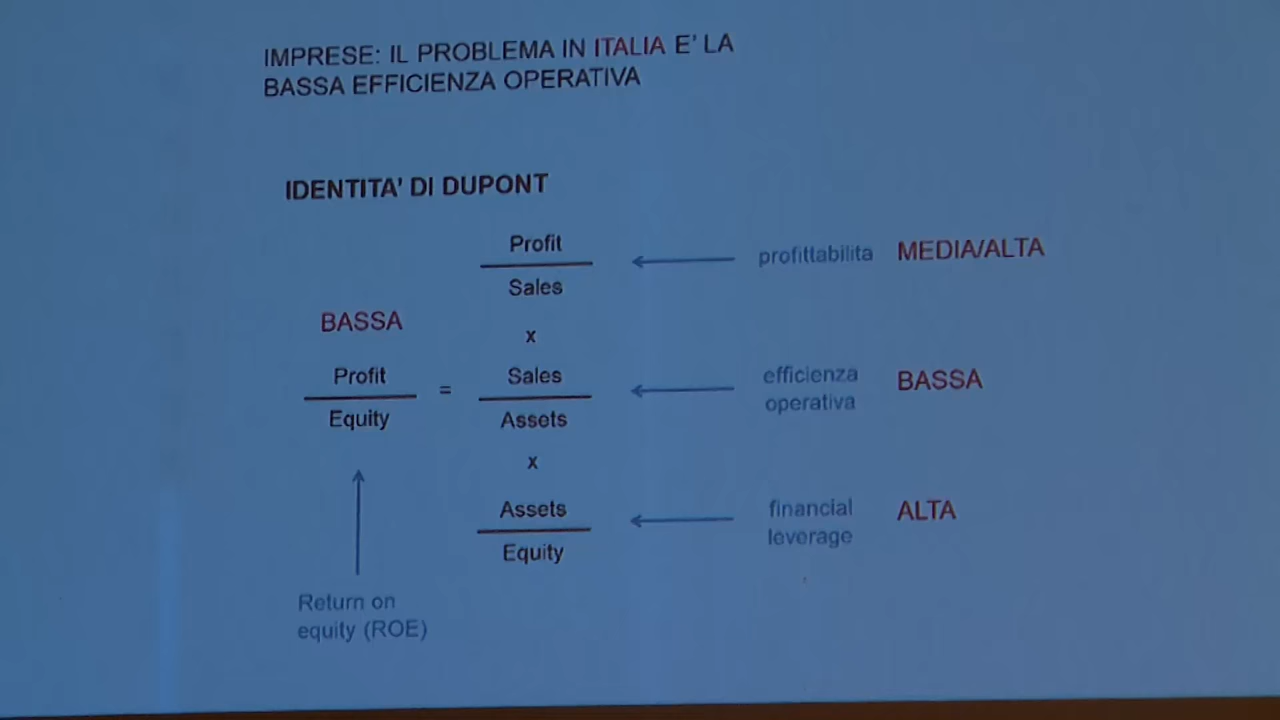 IMPRESE: IL PROBLEMA IN ITALIA E' LA
BASSA EFFICIENZA OPERATIVA
IDENTITA' DI DUPONT
Profit
Sales
profittabilita
MEDIA/ALTA
BASSA
x
Profit
Equity
=
Sales
Assets
efficienza
operativa
BASSA
x
Assets
Equity
financial
leverage
ALTA
Return on
equity (ROE)